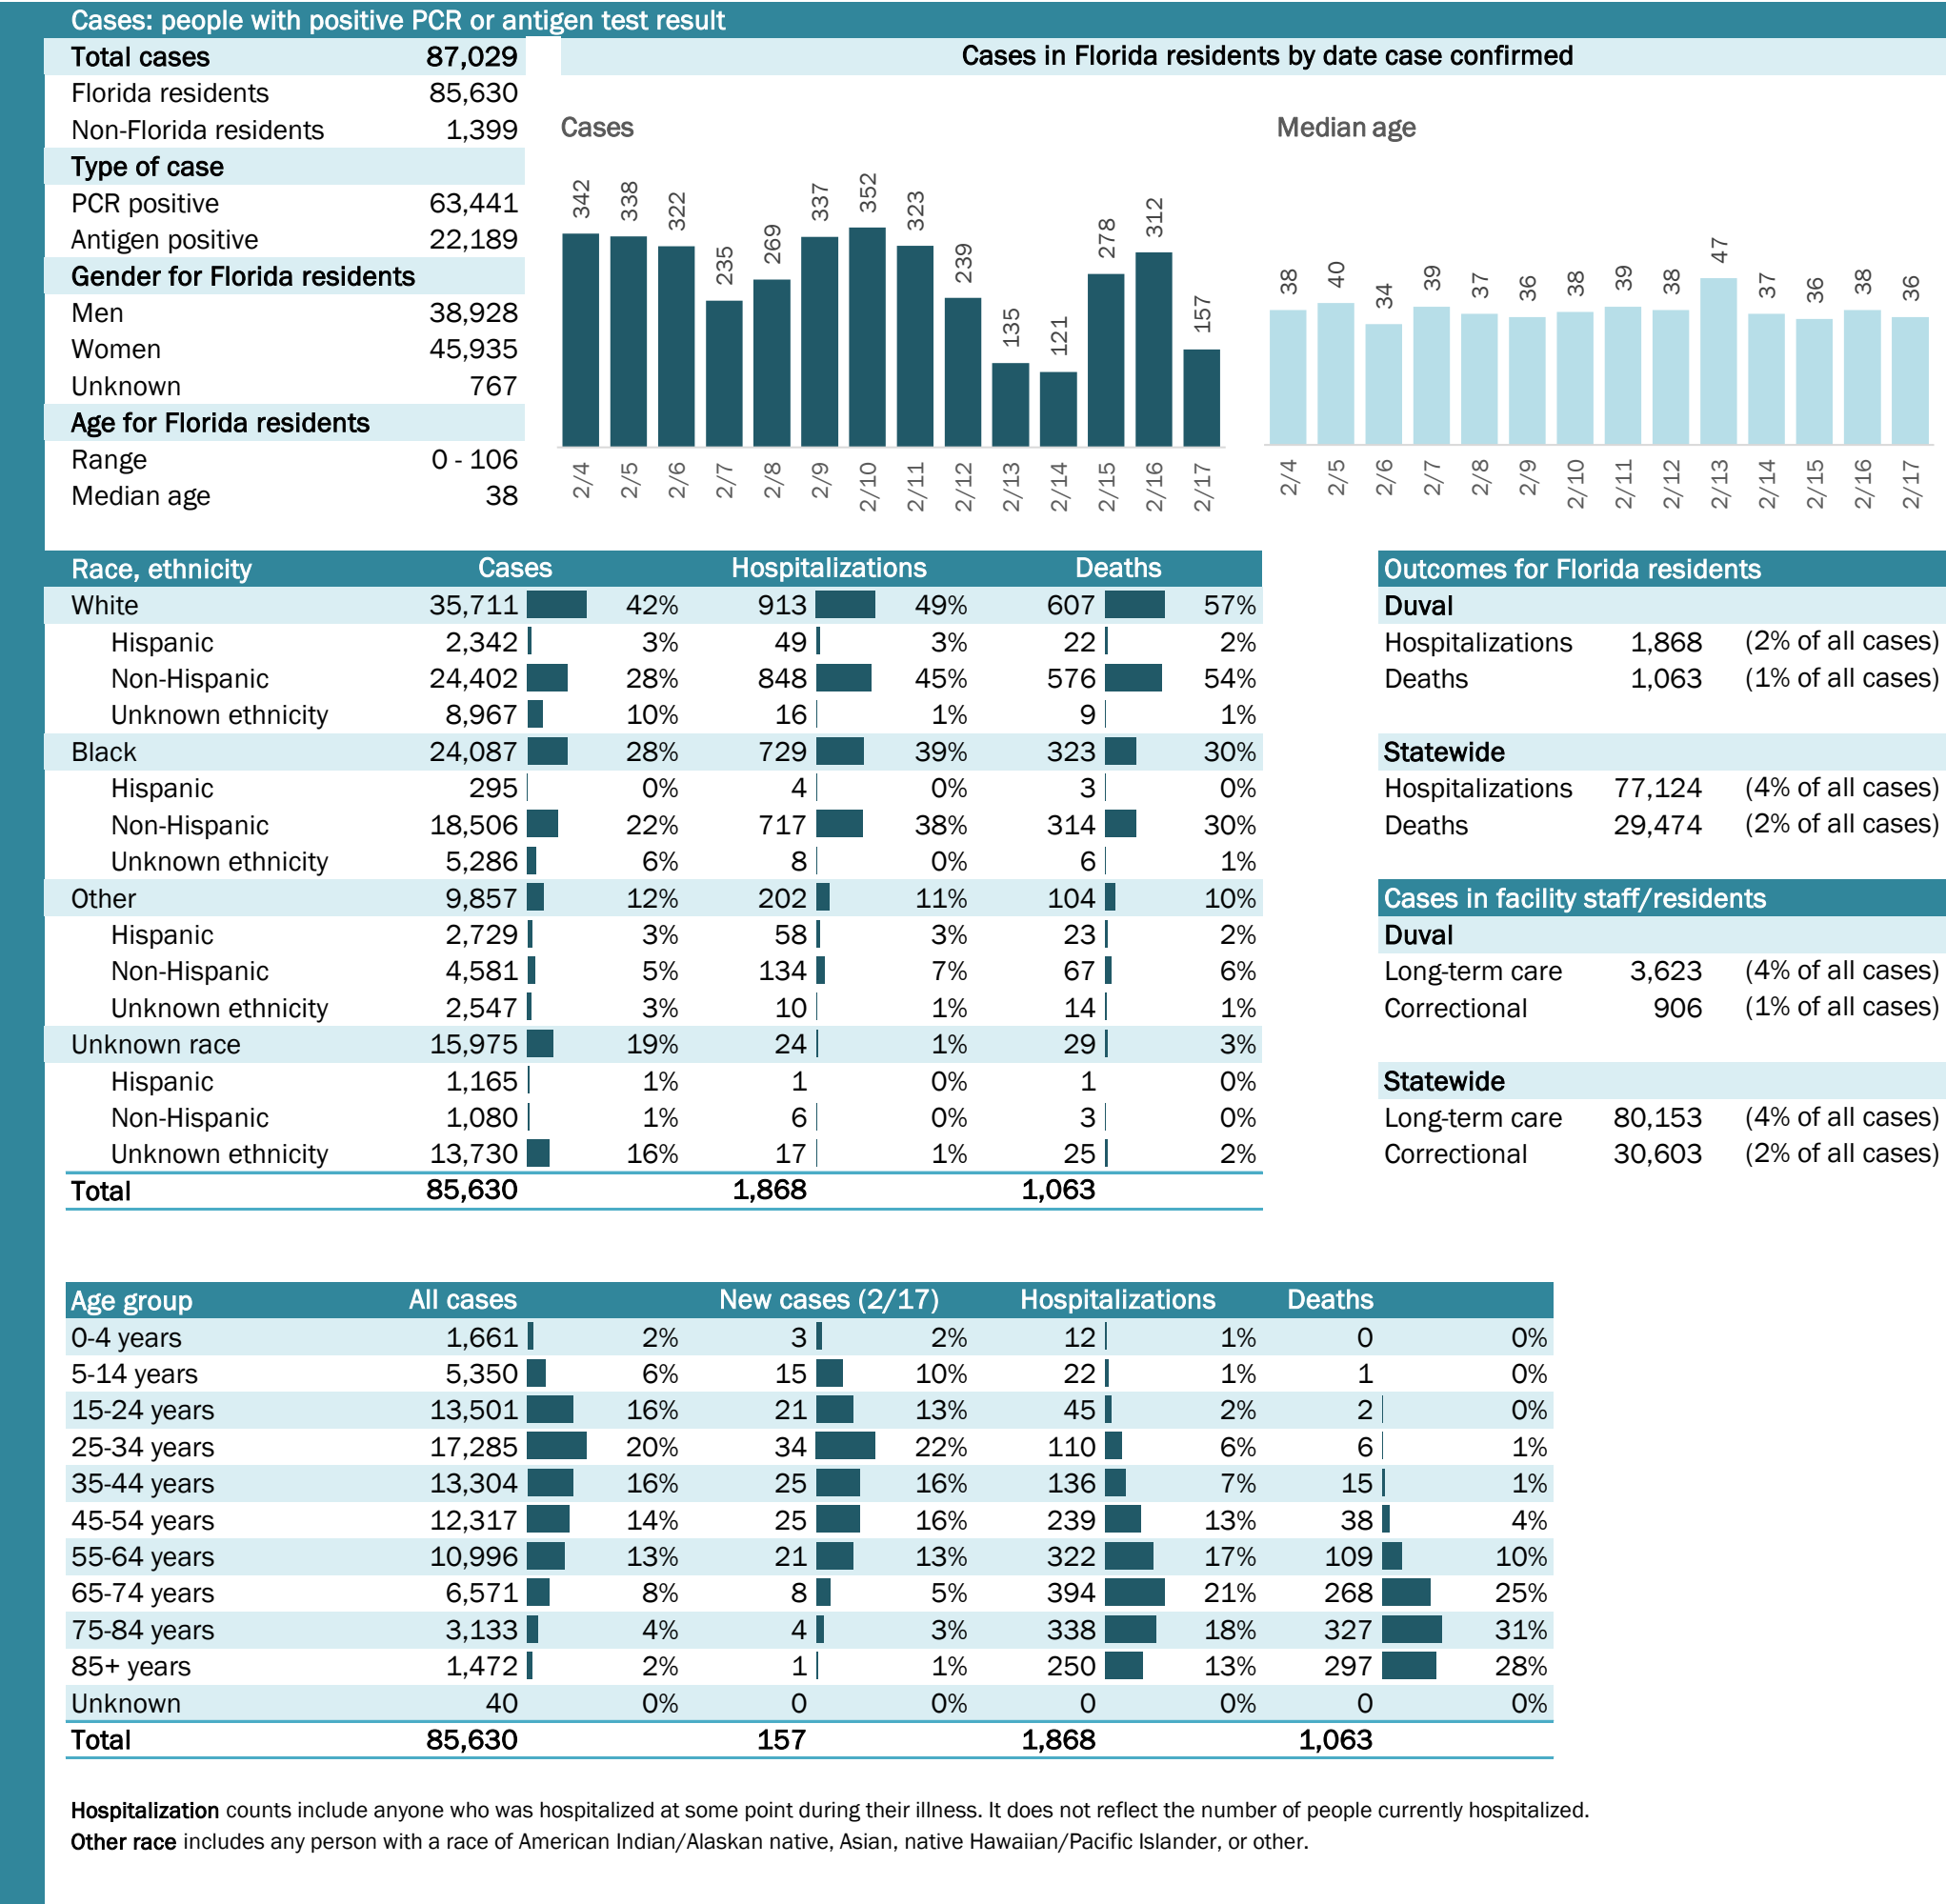 Cases: people with positive PCR or antigen test result
Total cases 87,029
Florida residents 85,630
Non-Florida residents 1,399
Type of case
PCR positive 63,441
Antigen positive 22,189
Gender for Florida residents
Men 38,928
Women 45,935
Unknown 767
Age for Florida residents
Range 0 - 106
Median age 38
Cases in Florida residents by date case confirmed
Cases
342 338 322 235 269 337 352 323 239 135 121 278 312 157
2/4 2/5 2/6 2/7 2/8 2/9 2/10 2/11 2/12 2/13 2/14 2/15 2/16 2/17
Median age
38 40 34 39 37 36 38 39 38 47 37 36 38 36
2/4 2/5 2/6 2/7 2/8 2/9 2/10 2/11 2/12 2/13 2/14 2/15 2/16 2/17
Race, ethnicity Cases Hospitalizations Deaths
White 35,711 42% 913 49% 607 57%
Hispanic 2,342 3% 49 3% 22 2%
Non-Hispanic 24,402 28% 848 45% 576 54%
Unknown ethnicity 8,967 10% 16 1% 9 1%
Black 24,087 28% 729 39% 323 30%
Hispanic 295 0% 4 0% 3 0%
Non-Hispanic 18,506 22% 717 38% 314 30%
Unknown ethnicity 5,286 6% 8 0% 6 1%
Other 9,857 12% 202 11% 104 10%
Hispanic 2,729 3% 58 3% 23 2%
Non-Hispanic 4,581 5% 134 7% 67 6%
Unknown ethnicity 2,547 3% 10 1% 14 1%
Unknown race 15,975 19% 24 1% 29 3%
Hispanic 1,165 1% 1 0% 1 0%
Non-Hispanic 1,080 1% 6 0% 3 0%
Unknown ethnicity 13,730 16% 17 1% 25 2%
Total 85,630 1,868 1,063
Outcomes for Florida residents
Duval
Hospitalizations 1,868 (2% of all cases)
Deaths 1,063 (1% of all cases)
Statewide
Hospitalizations 77,124 (4% of all cases)
Deaths 29,474 (2% of all cases)
Cases in facility staff/residents
Duval
Long-term care 3,623 (4% of all cases)
Correctional 906 (1% of all cases)
Statewide
Long-term care 80,153 (4% of all cases)
Correctional 30,603 (2% of all cases)
Age group All cases New cases (2/17) Hospitalizations Deaths
0-4 years 1,661 2% 3 2% 12 1% 0 0%
5-14 years 5,350 6% 15 10% 22 1% 1 0%
15-24 years 13,501 16% 21 13% 45 2% 2 0%
25-34 years 17,285 20% 34 22% 110 6% 6 1%
35-44 years 13,304 16% 25 16% 136 7% 15 1%
45-54 years 12,317 14% 25 16% 239 13% 38 4%
55-64 years 10,996 13% 21 13% 322 17% 109 10%
65-74 years 6,571 8% 8 5% 394 21% 268 25%
75-84 years 3,133 4% 4 3% 338 18% 327 31%
85+ years 1,472 2% 1 1% 250 13% 297 28%
Unknown 40 0% 0 0% 0 0% 0 0%
Total 85,630 157 1,868 1,063
Hospitalization counts include anyone who was hospitalized at some point during their illness. It does not reflect the number of people currently hospitalized.
Other race includes any person with a race of American Indian/Alaskan native, Asian, native Hawaiian/Pacific Islander, or other.